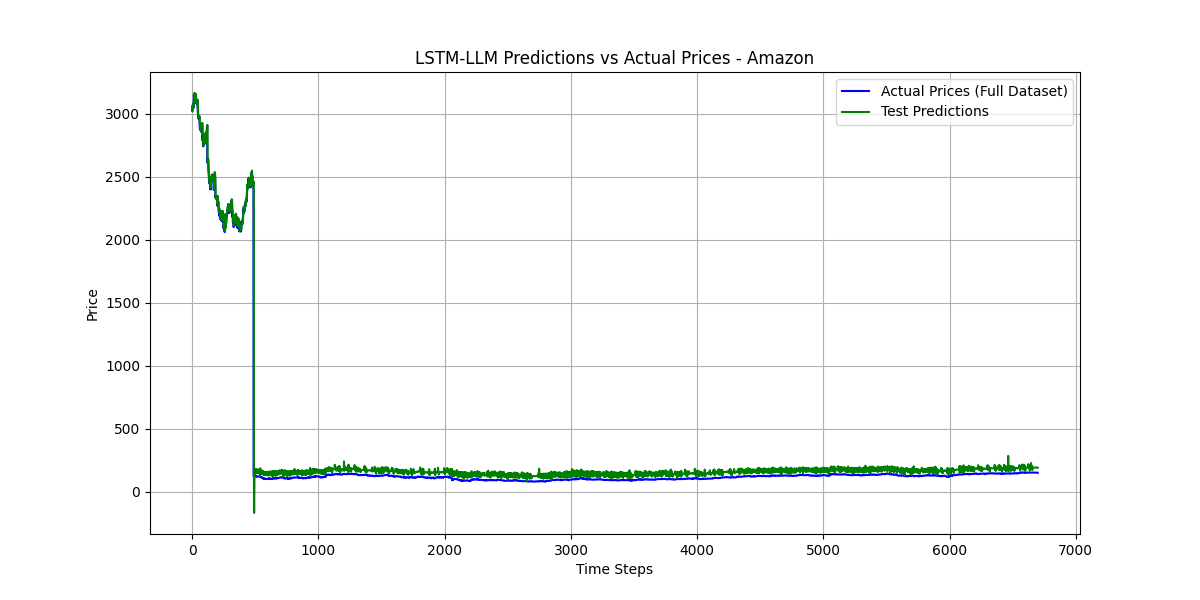 LSTM-LLM Predictions vs Actual Prices - Amazon
Actual Prices (Full Dataset)
Test Predictions
3000
2500
2000
1500
1000
500
0
Price
0 1000 2000 3000 4000 5000 6000 7000
Time Steps